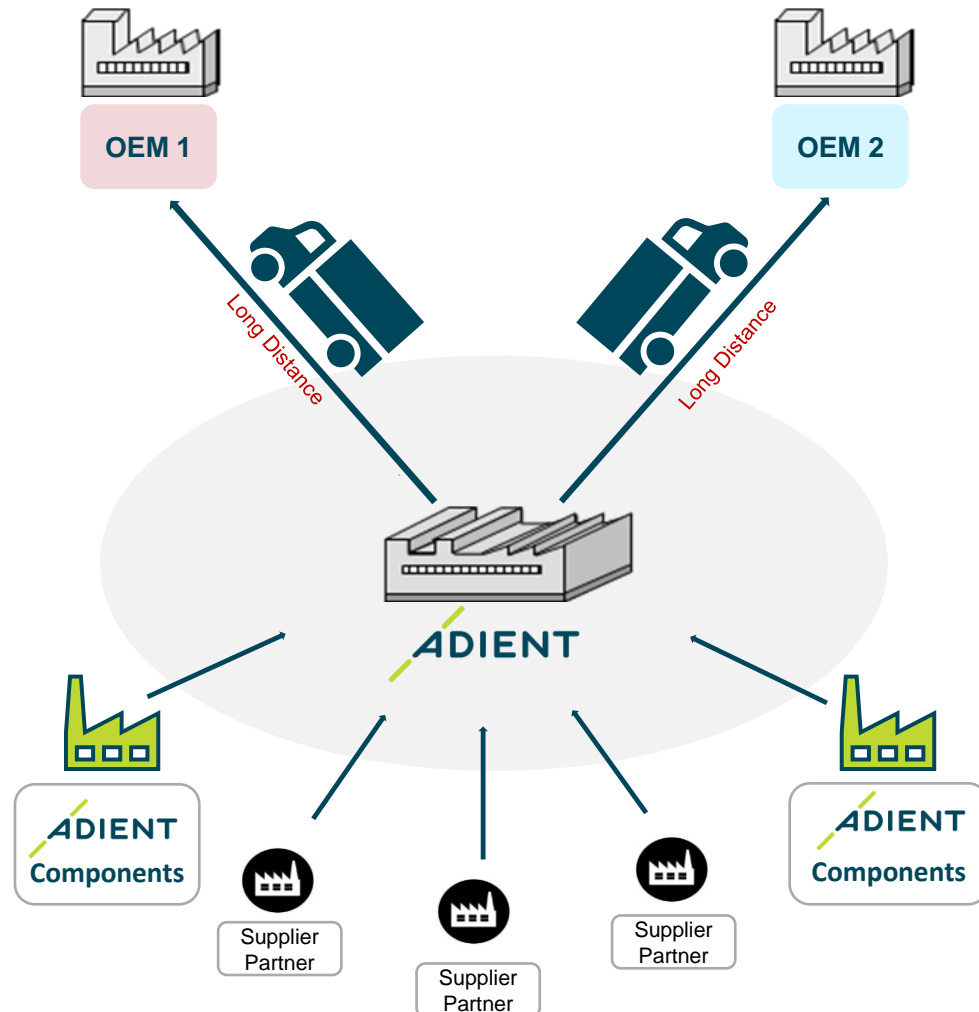 OEM 1
OEM 2
Long Distance
Long Distance
ADIENT
ADIENT
Components
ADIENT
Components
Supplier
Partner
Supplier
Partner
Supplier
Partner